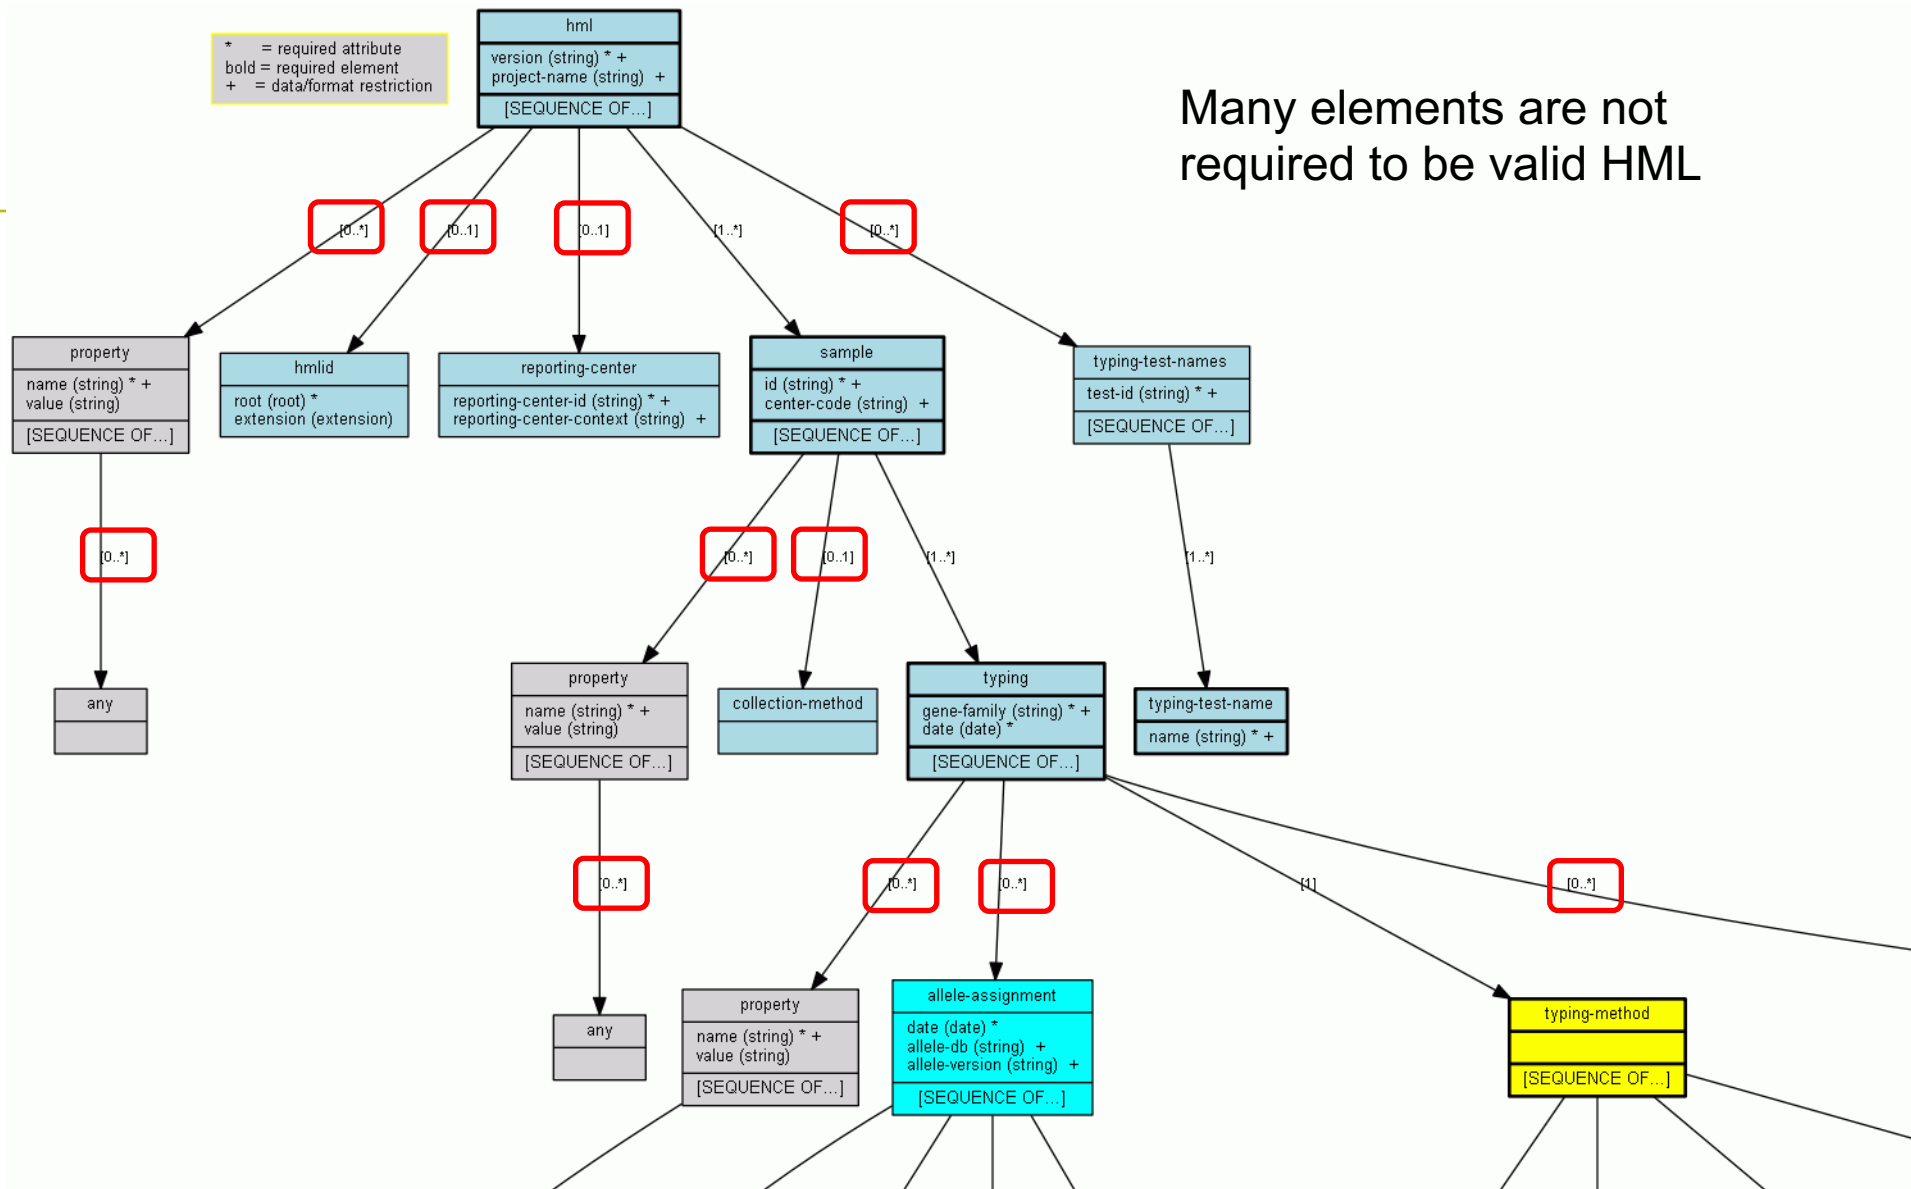 hml
version (string) * +
project-name (string) +
[SEQUENCE OF...]
* = required attribute
bold = required element
+ = data/format restriction
Many elements are not
required to be valid HML
[0..*]
[0..1]
[0..1]
[1..*]
[0..*]
property
name (string) * +
value (string)
[SEQUENCE OF...]
hmlid
root (root) *
extension (extension)
reporting-center
reporting-center-id (string) * +
reporting-center-context (string) +
sample
id (string) * +
center-code (string) +
[SEQUENCE OF...]
typing-test-names
test-id (string) * +
[SEQUENCE OF...]
[0..*]
[0..*]
[0..1]
[1..*]
[1..*]
any
property
name (string) * +
value (string)
[SEQUENCE OF...]
collection-method
typing
gene-family (string) * +
date (date) *
[SEQUENCE OF...]
typing-test-name
name (string) * +
[0..*]
[0..*]
[0..*]
[1]
[0..*]
any
property
name (string) * +
value (string)
[SEQUENCE OF...]
allele-assignment
date (date) *
allele-db (string) +
allele-version (string) +
[SEQUENCE OF...]
typing-method
[SEQUENCE OF...]